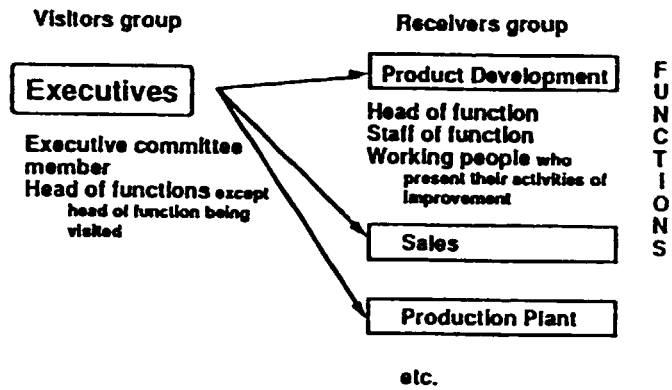 Visitors group
Receivers group
Executives
Executive committee
member
Head of functions except
head of function being
visited
Product Development
Head of function
Staff of function
Working people who
present their activities of
improvement
Sales
Production Plant
etc.
FUNCTIONS